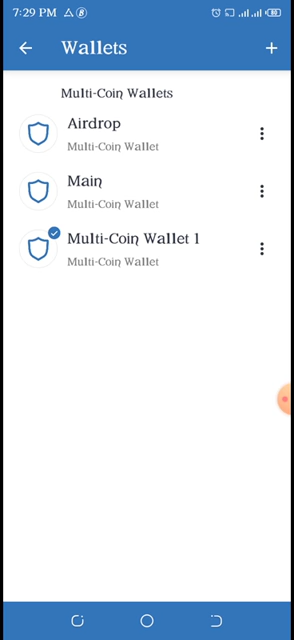 7:29 PM
Wallets
Multi-Coin Wallets
Airdrop
Multi-Coin Wallet
Main
Multi-Coin Wallet
Multi-Coin Wallet 1
Multi-Coin Wallet